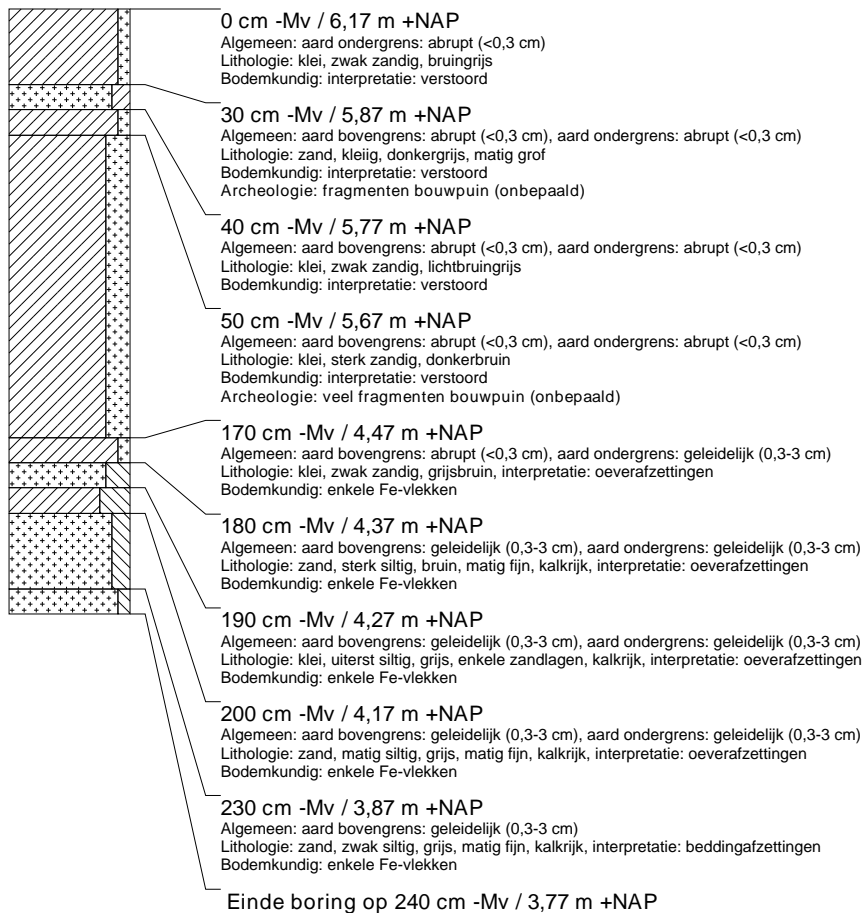 0 cm -Mv / 6,17 m +NAP
Algemeen: aard ondergrens: abrupt (<0,3 cm)
Lithologie: klei, zwak zandig, bruingrijs
Bodemkundig: interpretatie: verstoord
30 cm -Mv / 5,87 m +NAP
Algemeen: aard bovengrens: abrupt (<0,3 cm), aard ondergrens: abrupt (<0,3 cm)
Lithologie: zand, kleiig, donkergrijs, matig grof
Bodemkundig: interpretatie: verstoord
Archeologie: fragmenten bouwpuin (onbepaald)
40 cm -Mv / 5,77 m +NAP
Algemeen: aard bovengrens: abrupt (<0,3 cm), aard ondergrens: abrupt (<0,3 cm)
Lithologie: klei, zwak zandig, lichtbruingrijs
Bodemkundig: interpretatie: verstoord
50 cm -Mv / 5,67 m +NAP
Algemeen: aard bovengrens: abrupt (<0,3 cm), aard ondergrens: abrupt (<0,3 cm)
Lithologie: klei, sterk zandig, donkerbruin
Bodemkundig: interpretatie: verstoord
Archeologie: veel fragmenten bouwpuin (onbepaald)
170 cm -Mv / 4,47 m +NAP
Algemeen: aard bovengrens: abrupt (<0,3 cm), aard ondergrens: geleidelijk (0,3-3 cm)
Lithologie: klei, zwak zandig, grijsbruin, interpretatie: oeverafzettingen
Bodemkundig: enkele Fe-vlekken
180 cm -Mv / 4,37 m +NAP
Algemeen: aard bovengrens: geleidelijk (0,3-3 cm), aard ondergrens: geleidelijk (0,3-3 cm)
Lithologie: zand, sterk siltig, bruin, matig fijn, kalkrijk, interpretatie: oeverafzettingen
Bodemkundig: enkele Fe-vlekken
190 cm -Mv / 4,27 m +NAP
Algemeen: aard bovengrens: geleidelijk (0,3-3 cm), aard ondergrens: geleidelijk (0,3-3 cm)
Lithologie: klei, uiterst siltig, grijs, enkele zandlagen, kalkrijk, interpretatie: oeverafzettingen
Bodemkundig: enkele Fe-vlekken
200 cm -Mv / 4,17 m +NAP
Algemeen: aard bovengrens: geleidelijk (0,3-3 cm), aard ondergrens: geleidelijk (0,3-3 cm)
Lithologie: zand, matig siltig, grijs, matig fijn, kalkrijk, interpretatie: oeverafzettingen
Bodemkundig: enkele Fe-vlekken
230 cm -Mv / 3,87 m +NAP
Algemeen: aard bovengrens: geleidelijk (0,3-3 cm)
Lithologie: zand, zwak siltig, grijs, matig fijn, kalkrijk, interpretatie: beddingafzettingen
Bodemkundig: enkele Fe-vlekken
Einde boring op 240 cm -Mv / 3,77 m +NAP